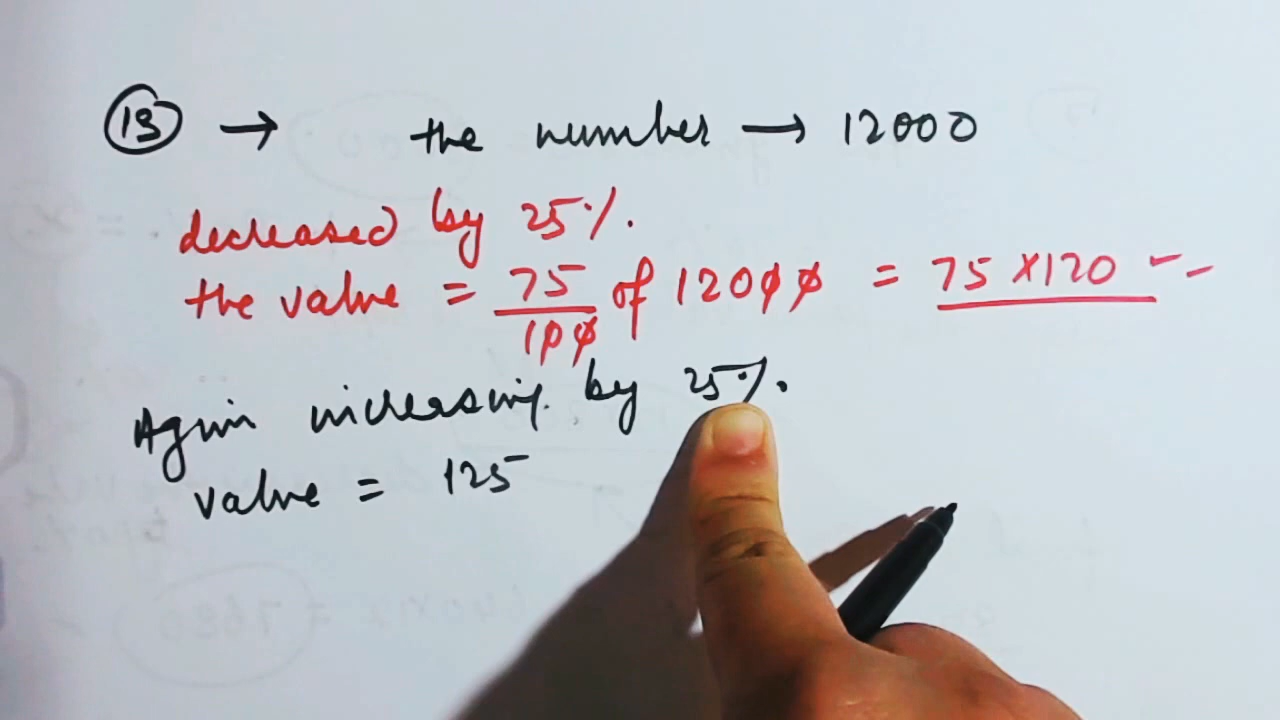 13 → the number → 12000
decreased by 25%.
the value = 75/100 of 12000 = 75 × 120
Again increasing by 25%.
value = 125